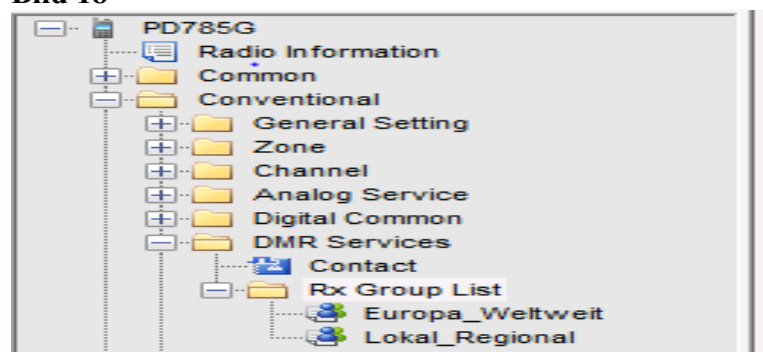 PD785G
Radio Information
Common
Conventional
General Setting
Zone
Channel
Analog Service
Digital Common
DMR Services
Contact
Rx Group List
Europa_Weltweit
Lokal_Regional